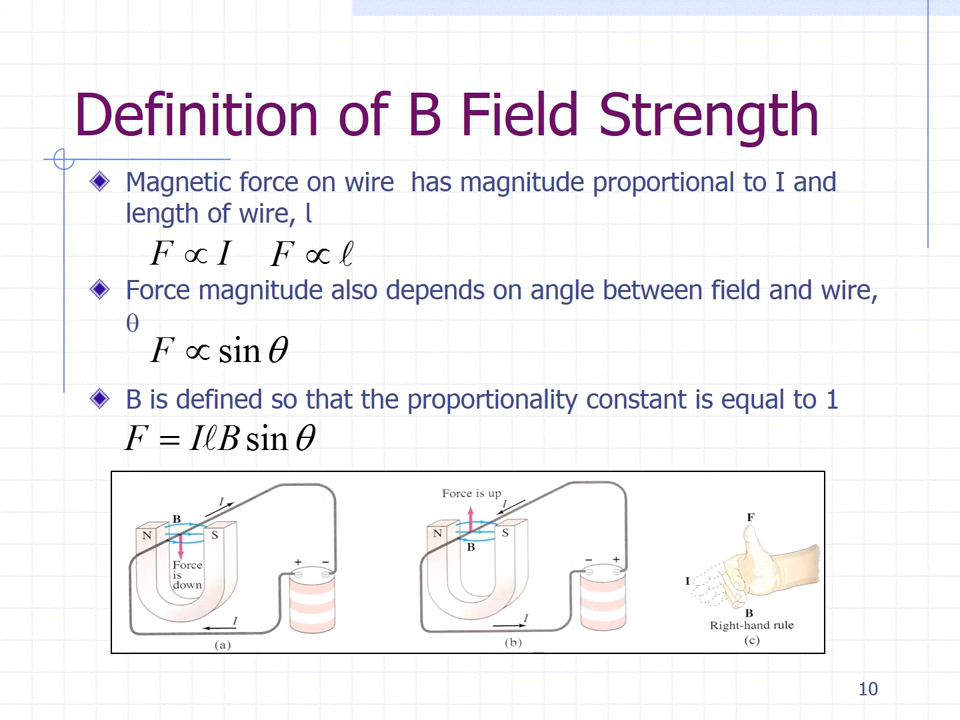 Definition of B Field Strength
Magnetic force on wire has magnitude proportional to I and
length of wire, l
F ∝ I F ∝ ℓ
Force magnitude also depends on angle between field and wire,
θ
F ∝ sin θ
B is defined so that the proportionality constant is equal to 1
F = IℓB sin θ
I
B
N S
Force
is
down
+ −
I
(a)
Force is up
I
N S
B
− +
I
(b)
F
I
B
Right-hand rule
(c)
10